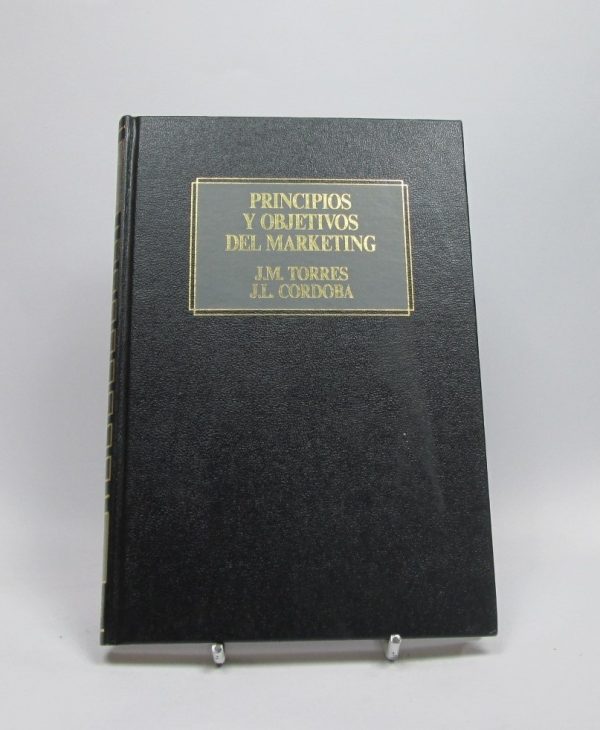 PRINCIPIOS
Y OBJETIVOS
DEL MARKETING
J.M. TORRES
J.L. CORDOBA